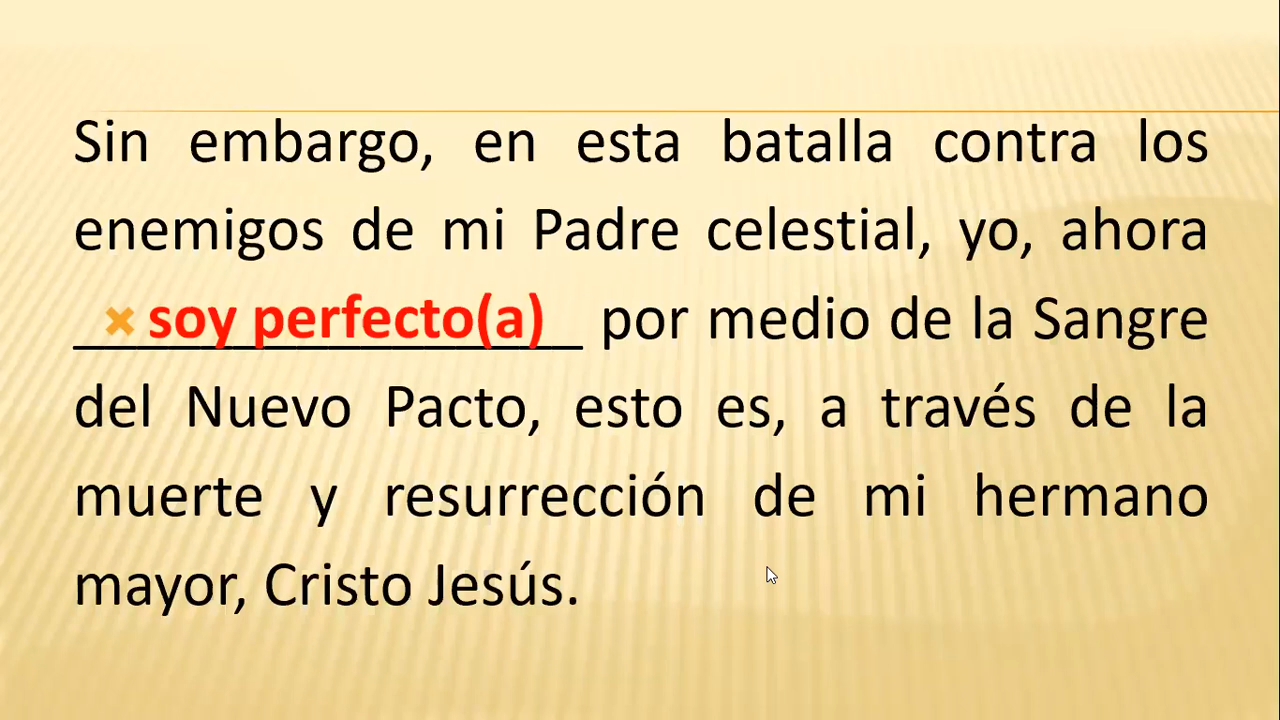 Sin embargo, en esta batalla contra los
enemigos de mi Padre celestial, yo, ahora
soy perfecto(a) por medio de la Sangre
del Nuevo Pacto, esto es, a través de la
muerte y resurrección de mi hermano
mayor, Cristo Jesús.